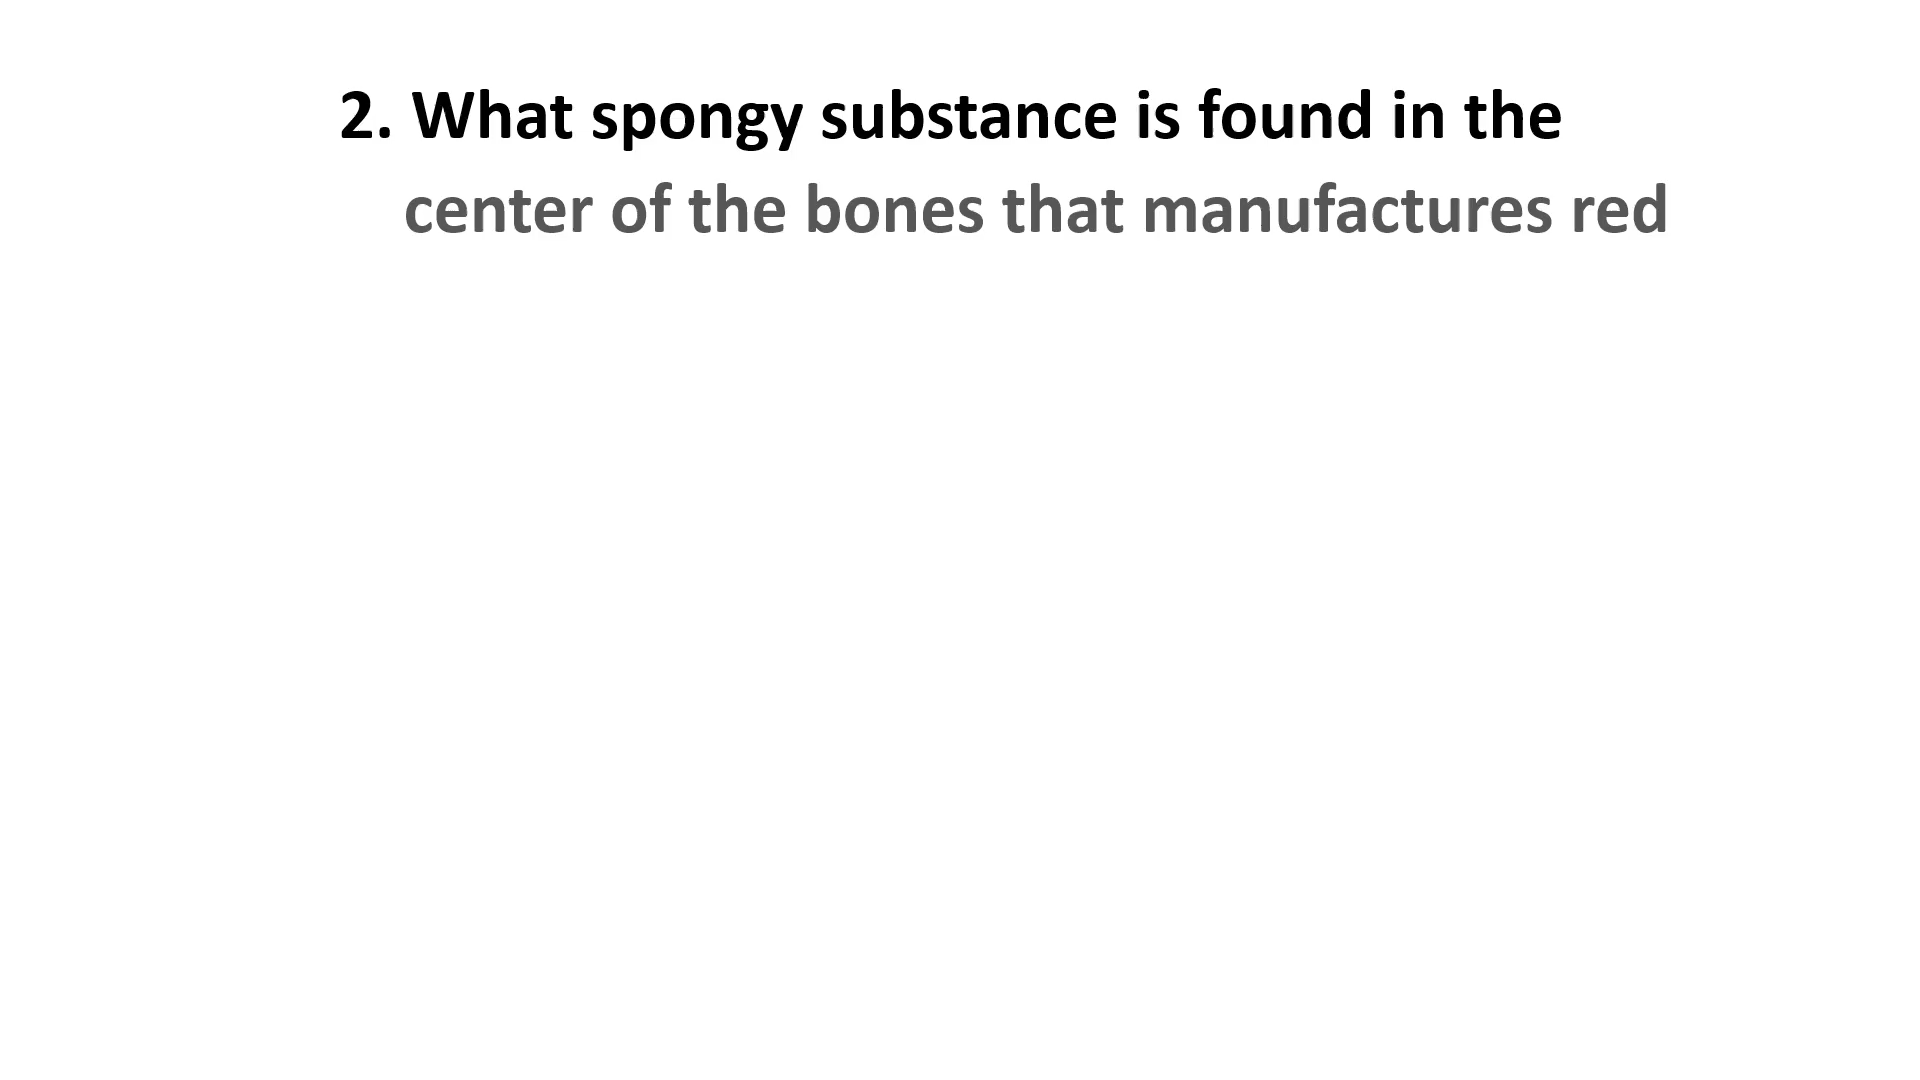 2. What spongy substance is found in the
center of the bones that manufactures red